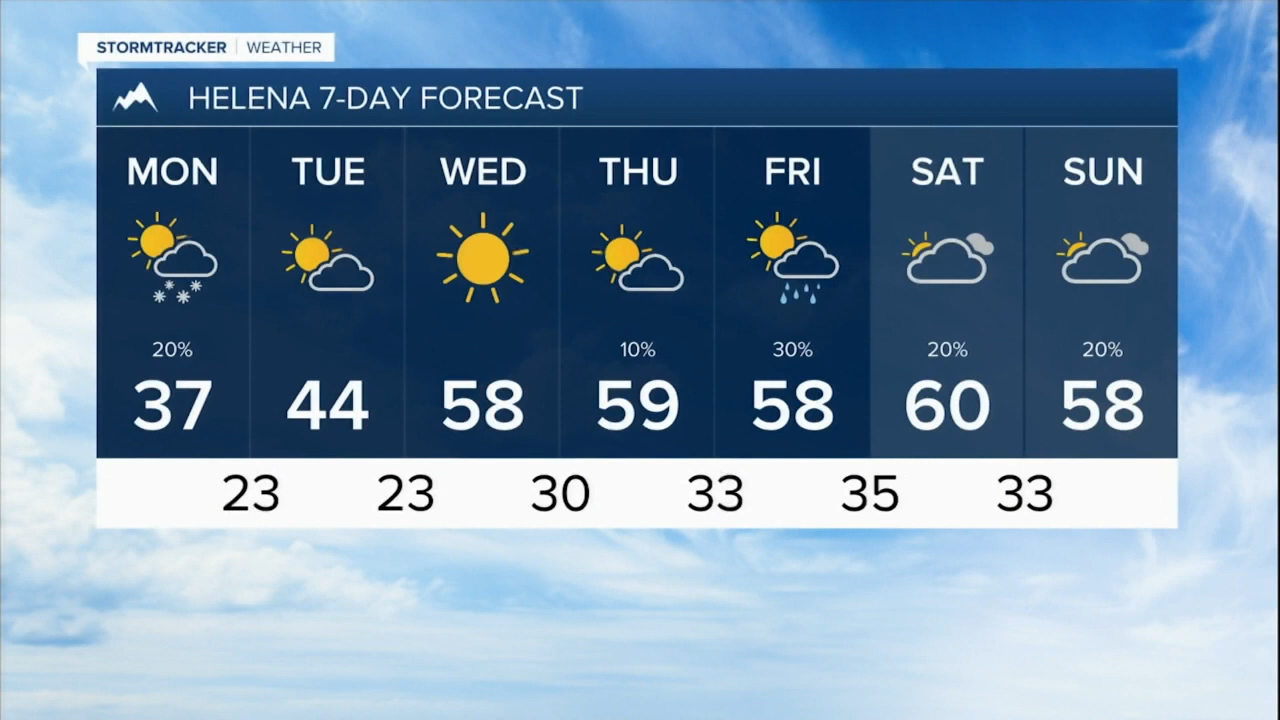 STORMTRACKER WEATHER
HELENA 7-DAY FORECAST
MON TUE WED THU FRI SAT SUN
20% 10% 30% 20% 20%
37 44 58 59 58 60 58
23 23 30 33 35 33